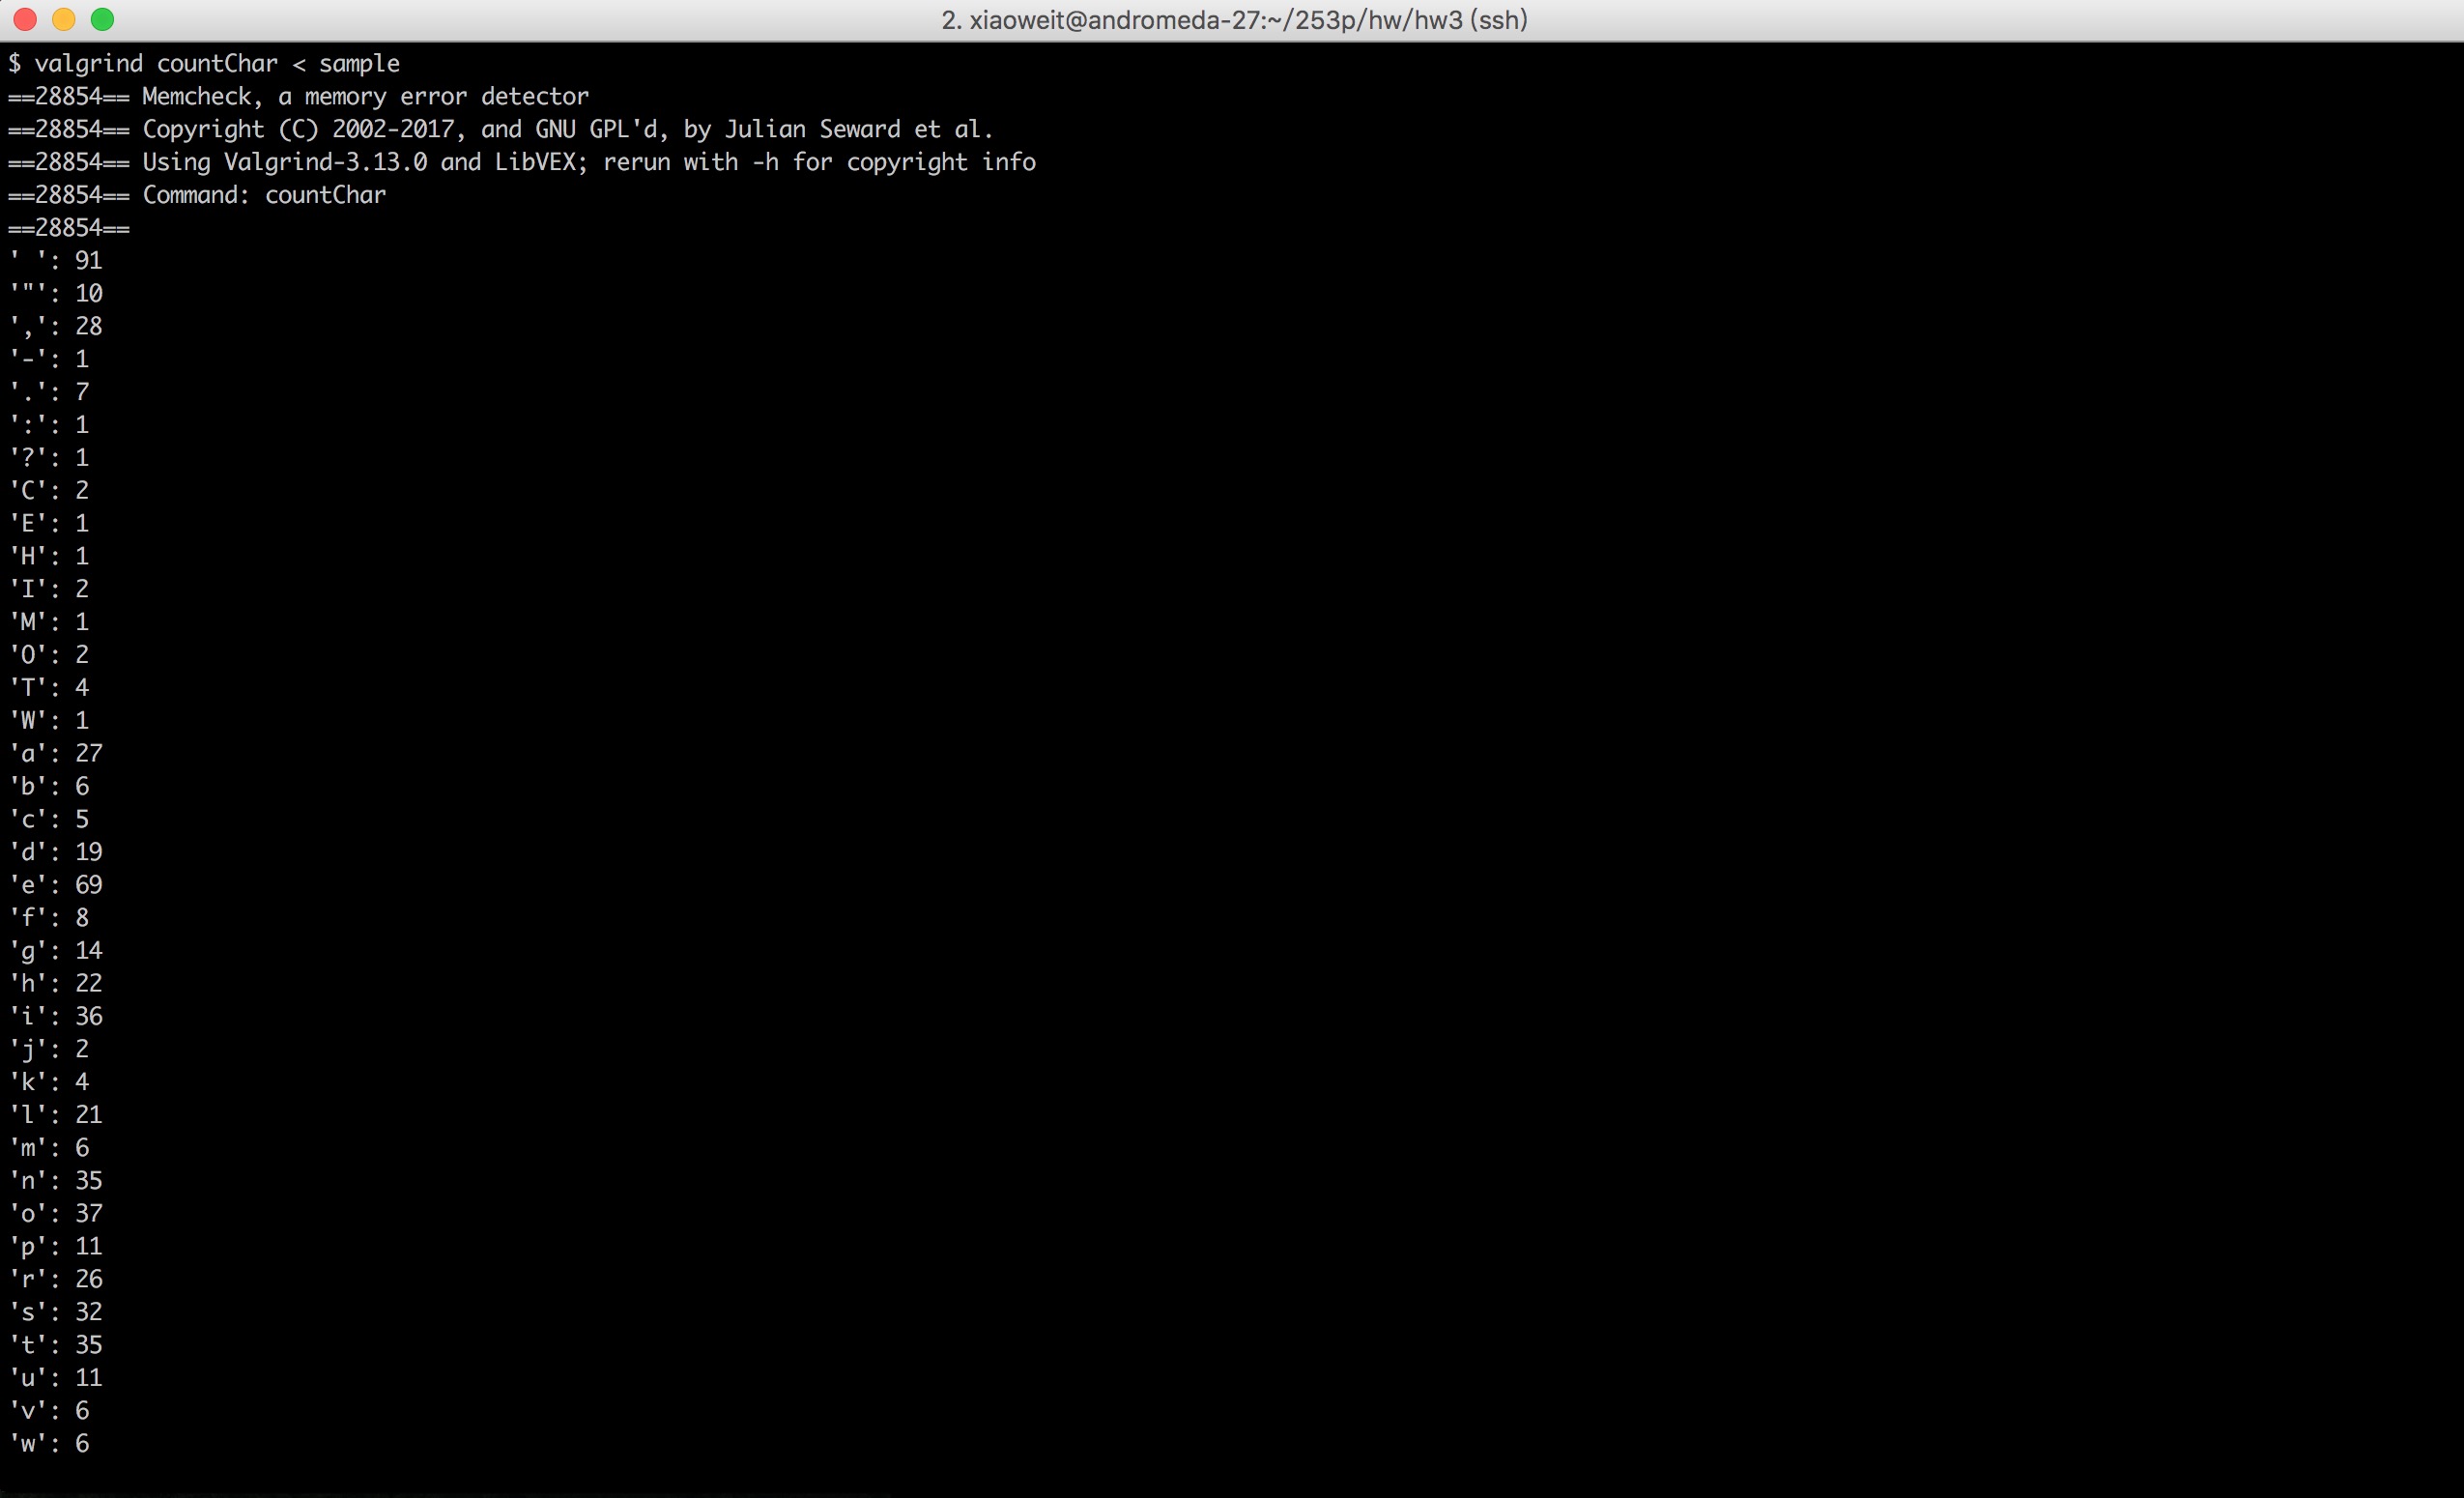 2. xiaoweit@andromeda-27:~/253p/hw/hw3 (ssh)
$ valgrind countChar < sample
==28854== Memcheck, a memory error detector
==28854== Copyright (C) 2002-2017, and GNU GPL'd, by Julian Seward et al.
==28854== Using Valgrind-3.13.0 and LibVEX; rerun with -h for copyright info
==28854== Command: countChar
==28854==
' ': 91
'"': 10
',': 28
'-': 1
'.': 7
':': 1
'?': 1
'C': 2
'E': 1
'H': 1
'I': 2
'M': 1
'O': 2
'T': 4
'W': 1
'a': 27
'b': 6
'c': 5
'd': 19
'e': 69
'f': 8
'g': 14
'h': 22
'i': 36
'j': 2
'k': 4
'l': 21
'm': 6
'n': 35
'o': 37
'p': 11
'r': 26
's': 32
't': 35
'u': 11
'v': 6
'w': 6